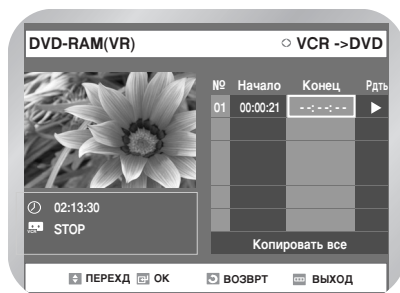 DVD-RAM(VR) VCR ->DVD
№ Начало Конец Рдть
01 00:00:21 --:--:--
02:13:30
STOP
Копировать все
ПЕРЕХД ОК ВОЗВРТ ВЫХОД